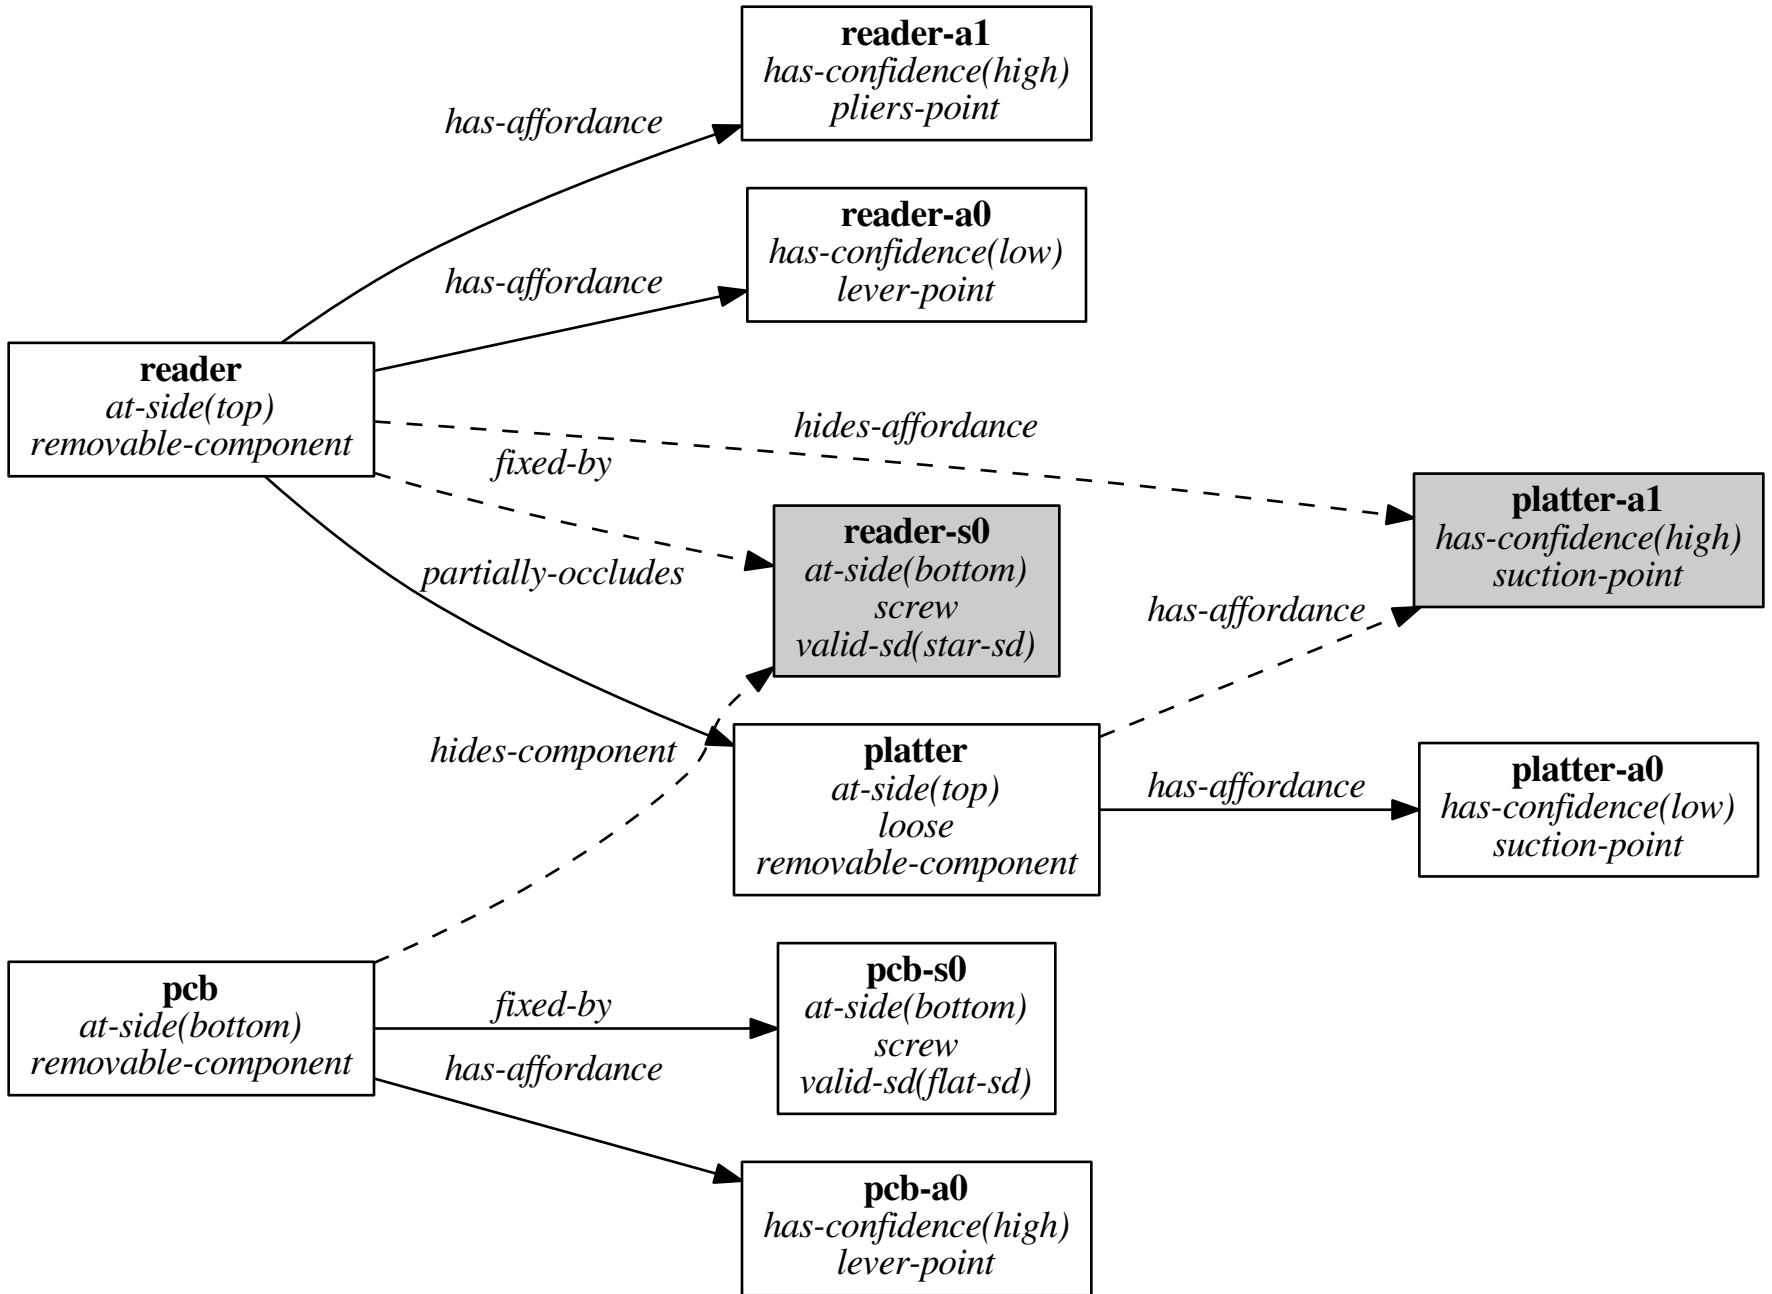 reader-a1
has-confidence(high)
pliers-point
has-affordance
reader-a0
has-confidence(low)
lever-point
has-affordance
reader
at-side(top)
removable-component
hides-affordance
fixed-by
platter-a1
has-confidence(high)
suction-point
reader-s0
at-side(bottom)
screw
valid-sd(star-sd)
partially-occludes
has-affordance
hides-component
platter
at-side(top)
loose
removable-component
has-affordance
platter-a0
has-confidence(low)
suction-point
pcb
at-side(bottom)
removable-component
fixed-by
pcb-s0
at-side(bottom)
screw
valid-sd(flat-sd)
has-affordance
pcb-a0
has-confidence(high)
lever-point